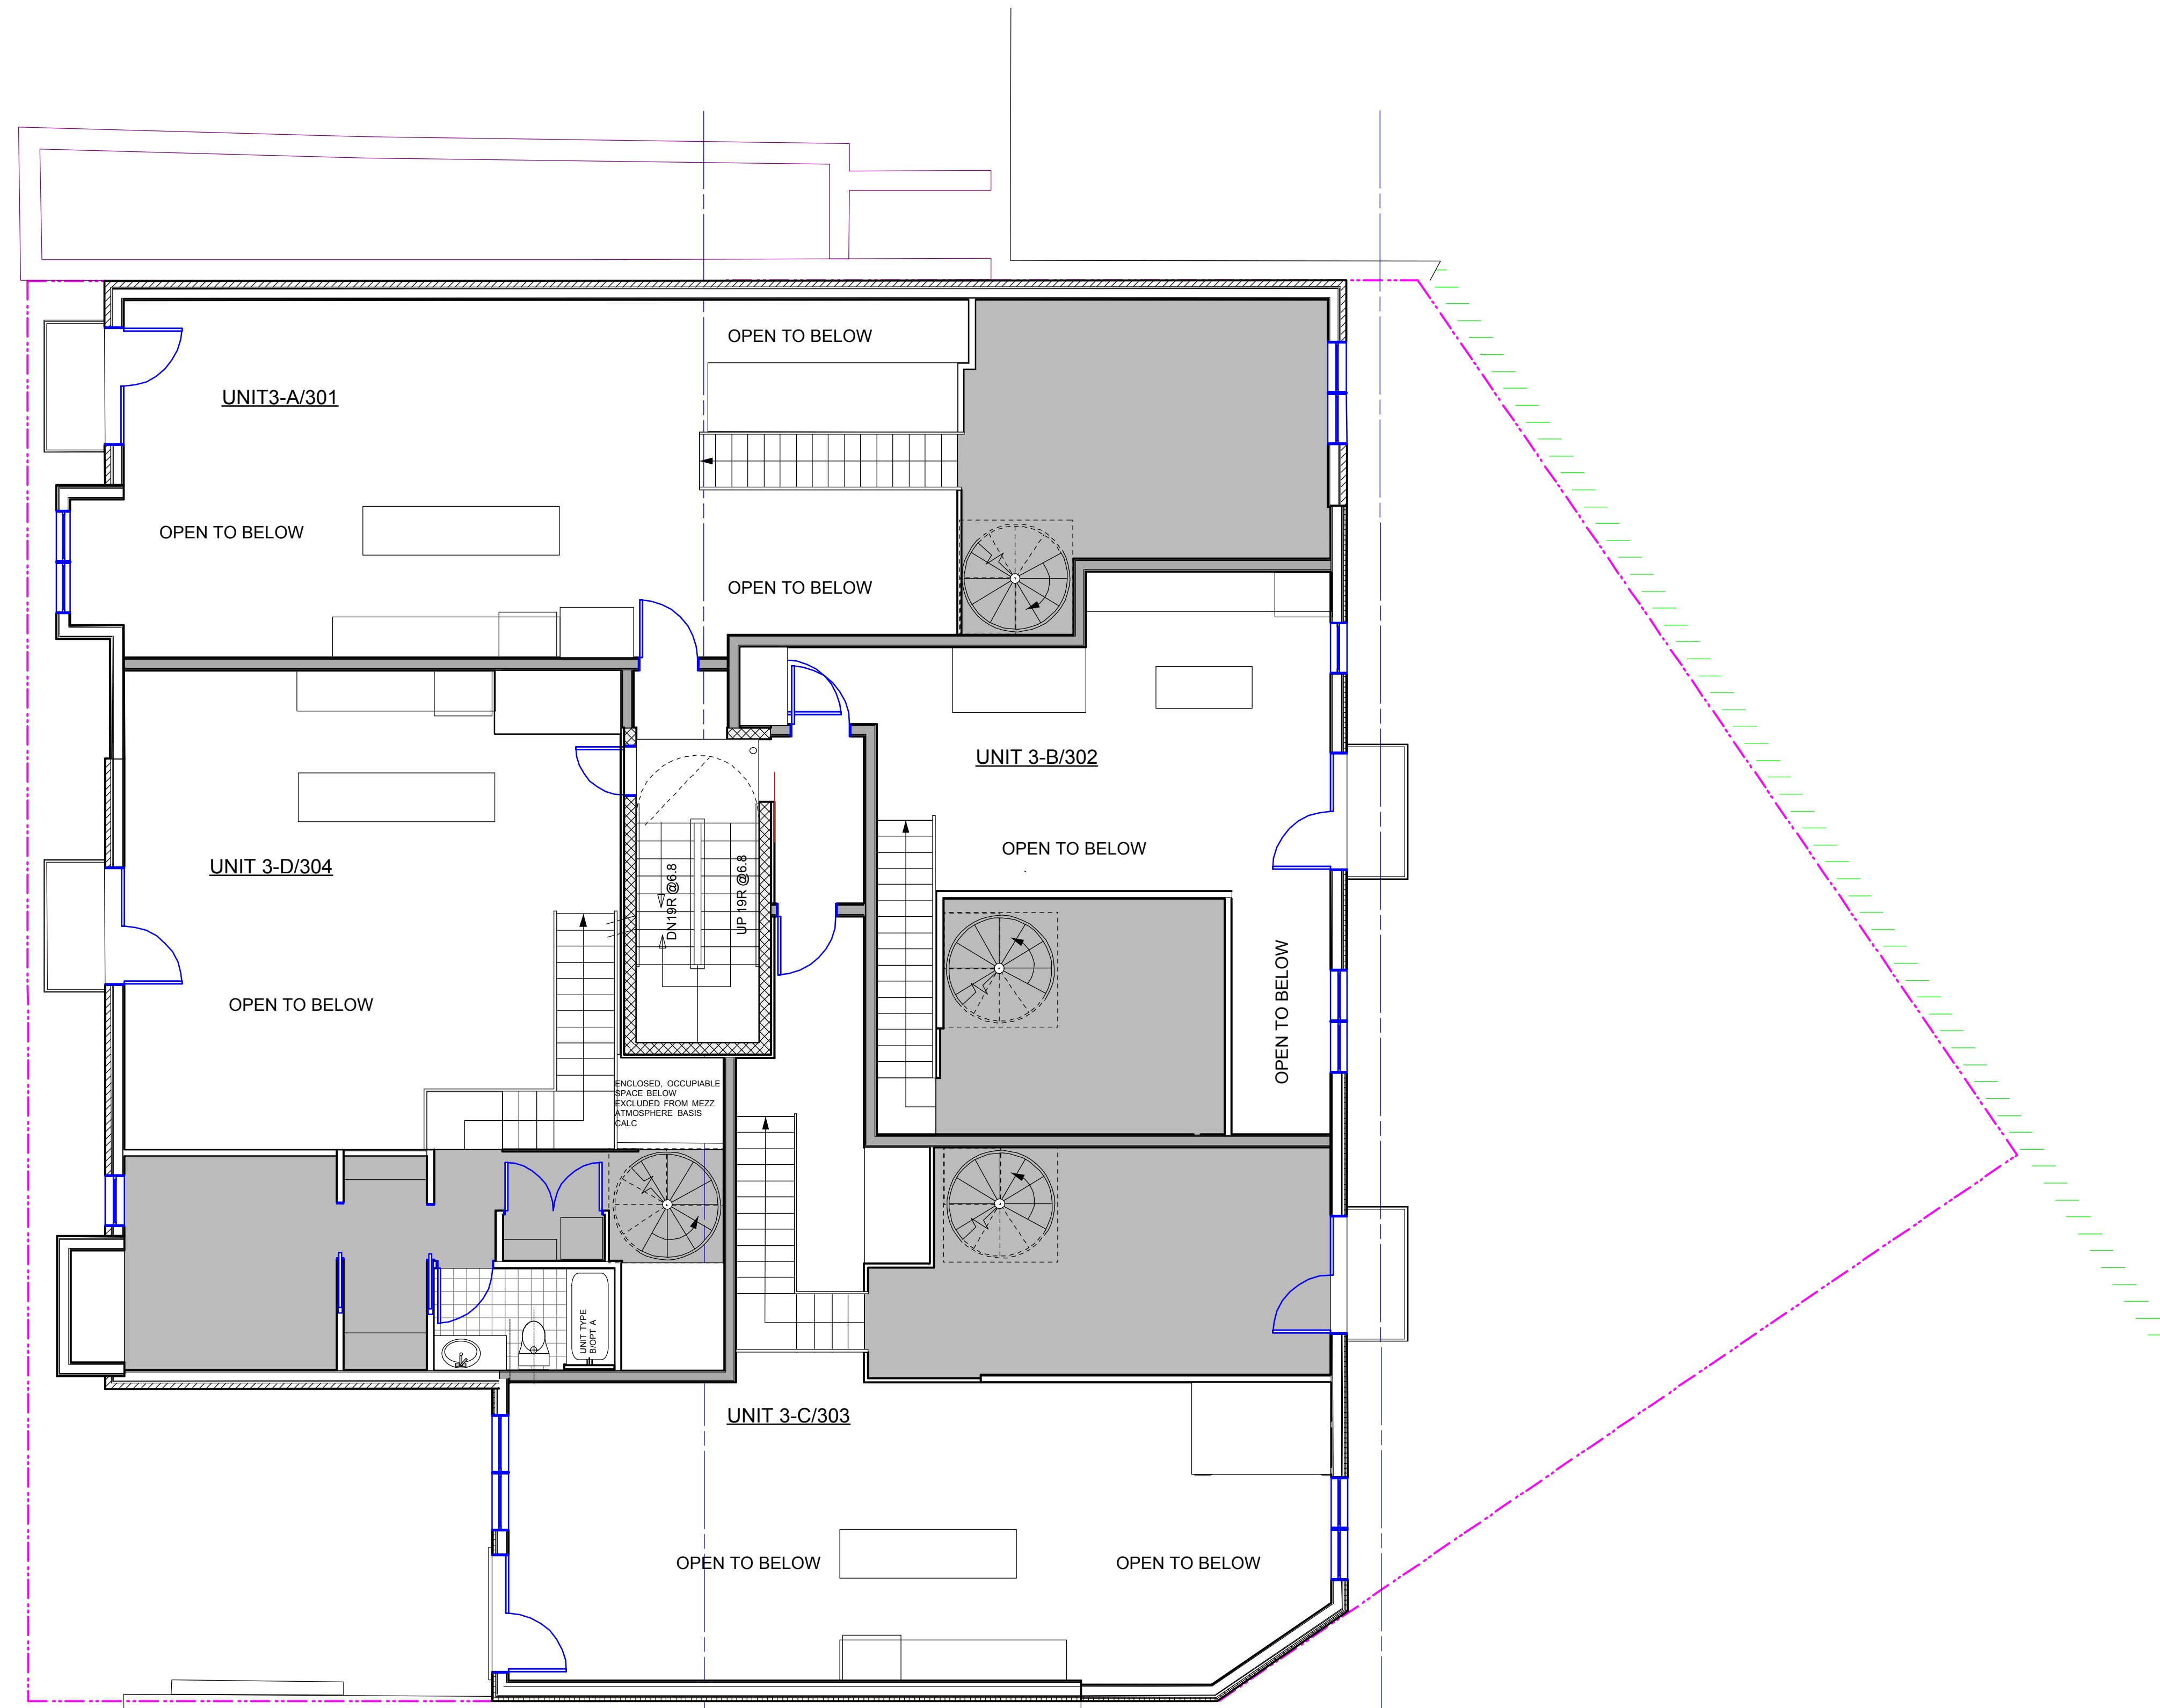 OPEN TO BELOW
UNIT3-A/301
OPEN TO BELOW
OPEN TO BELOW
UNIT 3-B/302
OPEN TO BELOW
UNIT 3-D/304
DN19R @6.8
UP 19R @6.8
OPEN TO BELOW
OPEN TO BELOW
ENCLOSED, OCCUPIABLE
SPACE BELOW
EXCLUDED FROM MEZZ
ATMOSPHERE BASIS
CALC
UNIT TYPE
B/OPT A
UNIT 3-C/303
OPEN TO BELOW
OPEN TO BELOW